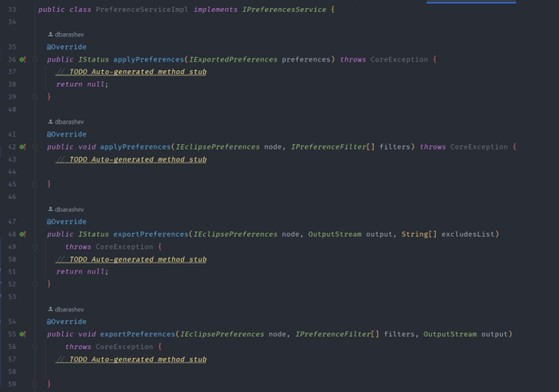 33 public class PreferenceServiceImpl implements IPreferencesService {
34
dbarashev
35 @Override
36 public IStatus applyPreferences(IExportedPreferences preferences) throws CoreException {
37 // TODO Auto-generated method stub
38 return null;
39 }
40
dbarashev
41 @Override
42 public void applyPreferences(IEclipsePreferences node, IPreferenceFilter[] filters) throws CoreException {
43 // TODO Auto-generated method stub
44
45 }
46
dbarashev
47 @Override
48 public IStatus exportPreferences(IEclipsePreferences node, OutputStream output, String[] excludesList)
49 throws CoreException {
50 // TODO Auto-generated method stub
51 return null;
52 }
53
dbarashev
54 @Override
55 public void exportPreferences(IEclipsePreferences node, IPreferenceFilter[] filters, OutputStream output)
56 throws CoreException {
57 // TODO Auto-generated method stub
58
59 }